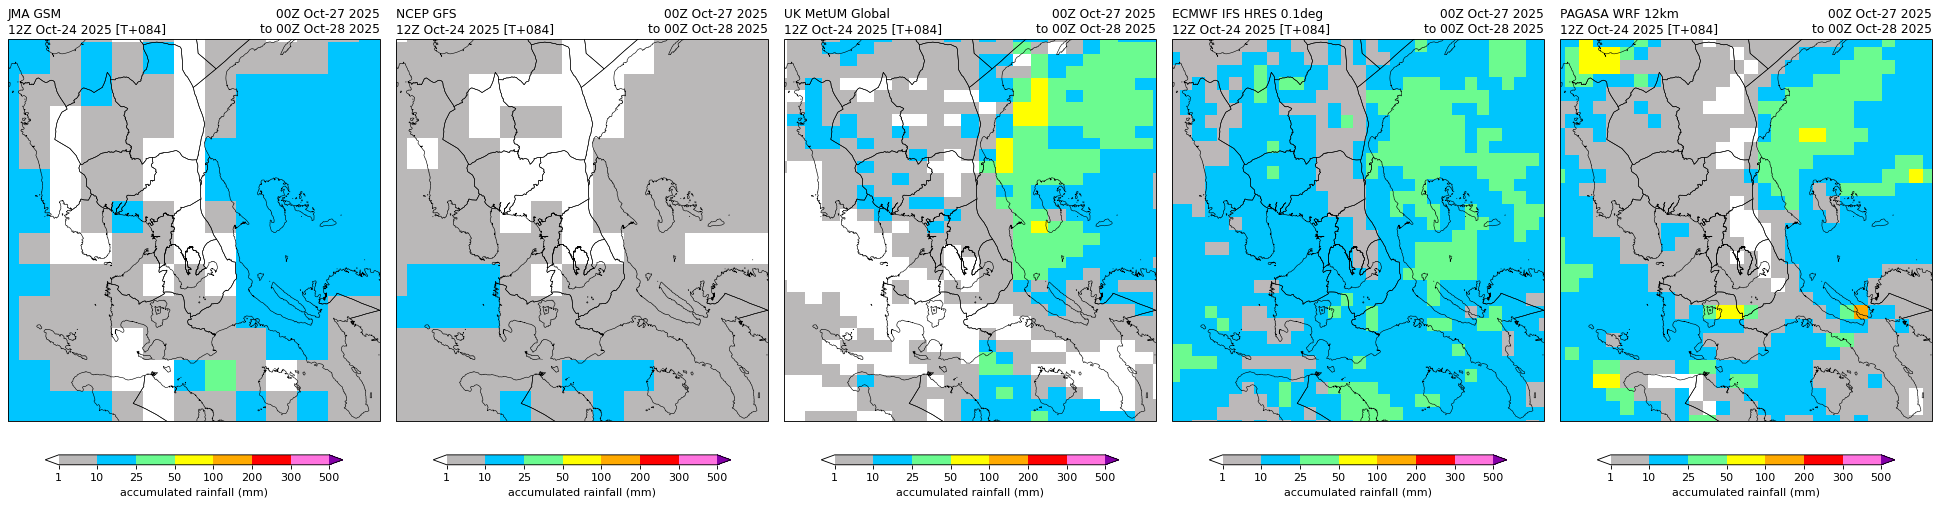 JMA GSM
12Z Oct-24 2025 [T+084]
00Z Oct-27 2025
to 00Z Oct-28 2025
NCEP GFS
12Z Oct-24 2025 [T+084]
00Z Oct-27 2025
to 00Z Oct-28 2025
UK MetUM Global
12Z Oct-24 2025 [T+084]
00Z Oct-27 2025
to 00Z Oct-28 2025
ECMWF IFS HRES 0.1deg
12Z Oct-24 2025 [T+084]
00Z Oct-27 2025
to 00Z Oct-28 2025
PAGASA WRF 12km
12Z Oct-24 2025 [T+084]
00Z Oct-27 2025
to 00Z Oct-28 2025
1 10 25 50 100 200 300 500
accumulated rainfall (mm)
1 10 25 50 100 200 300 500
accumulated rainfall (mm)
1 10 25 50 100 200 300 500
accumulated rainfall (mm)
1 10 25 50 100 200 300 500
accumulated rainfall (mm)
1 10 25 50 100 200 300 500
accumulated rainfall (mm)